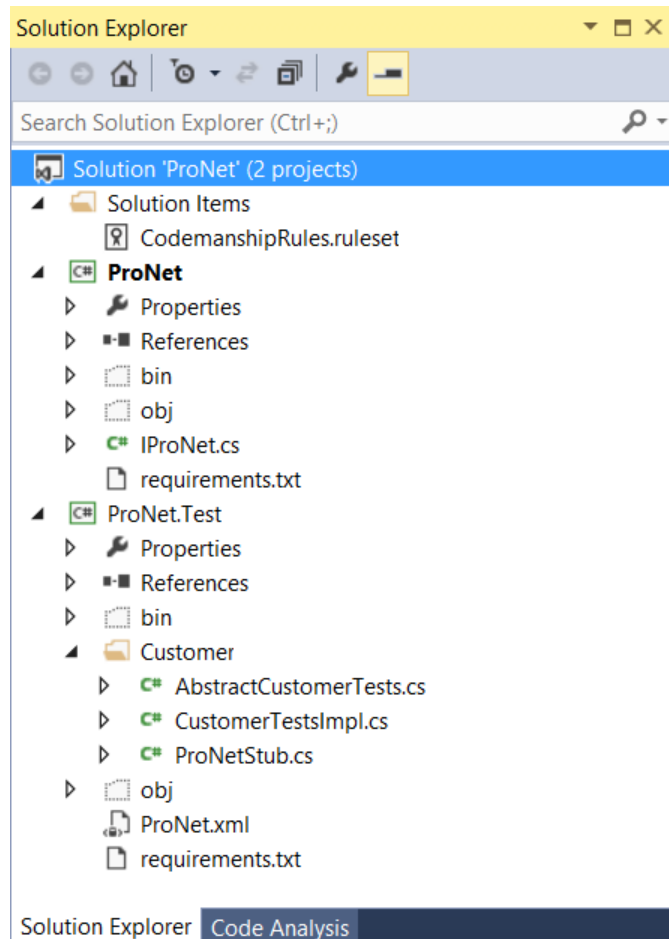 Solution Explorer
Search Solution Explorer (Ctrl+;)
Solution 'ProNet' (2 projects)
Solution Items
CodemanshipRules.ruleset
C# ProNet
Properties
References
bin
obj
C# IProNet.cs
requirements.txt
C# ProNet.Test
Properties
References
bin
Customer
C# AbstractCustomerTests.cs
C# CustomerTestsImpl.cs
C# ProNetStub.cs
obj
ProNet.xml
requirements.txt
Solution Explorer Code Analysis